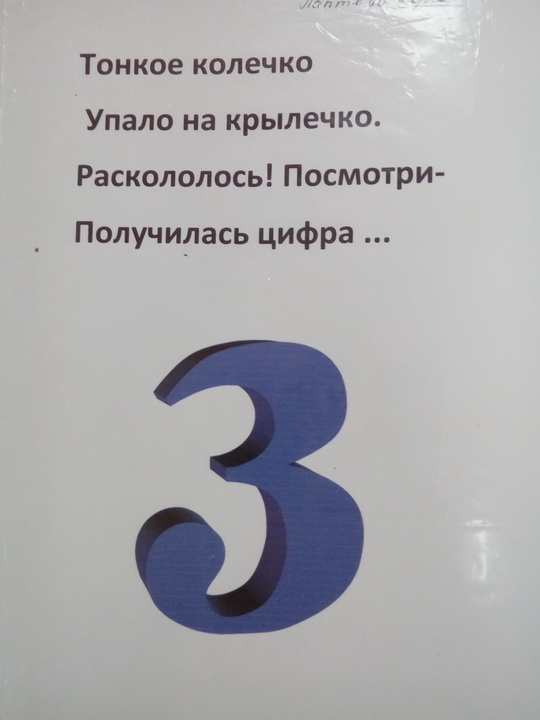 Тонкое колечко
Упало на крылечко.
Раскололось! Посмотри-
Получилась цифра ...
3